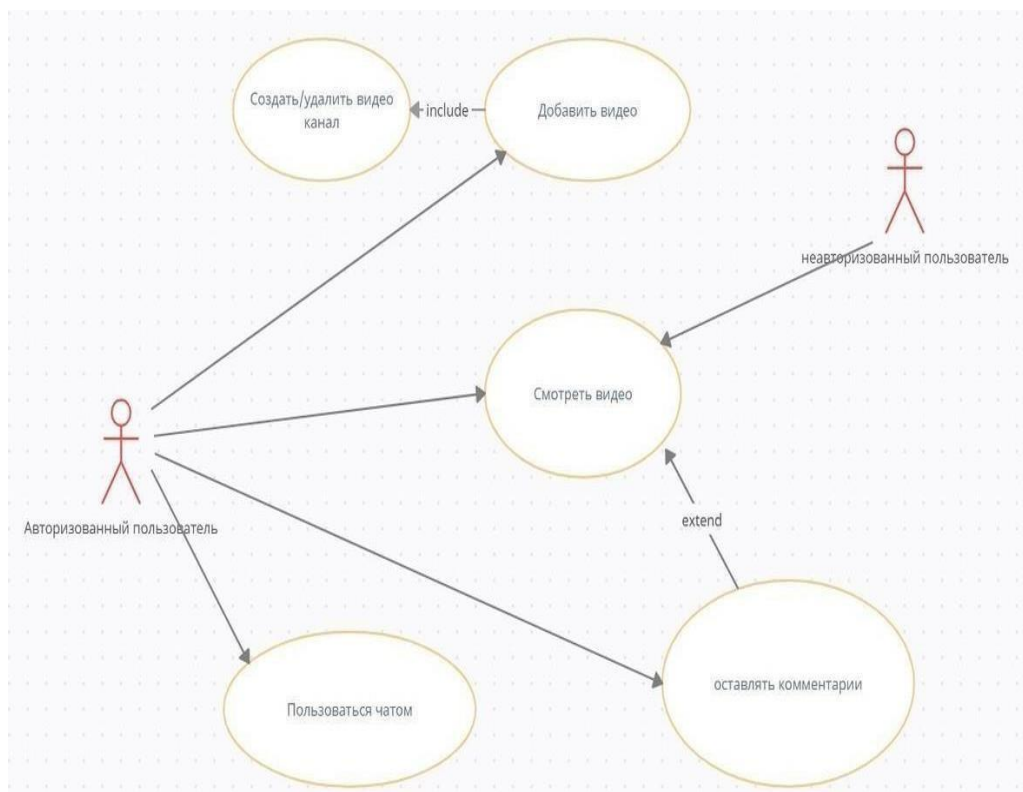 Создать/удалить видео
канал
include
Добавить видео
неавторизованный пользователь
Смотреть видео
Авторизованный пользователь
extend
оставлять комментарии
Пользоваться чатом